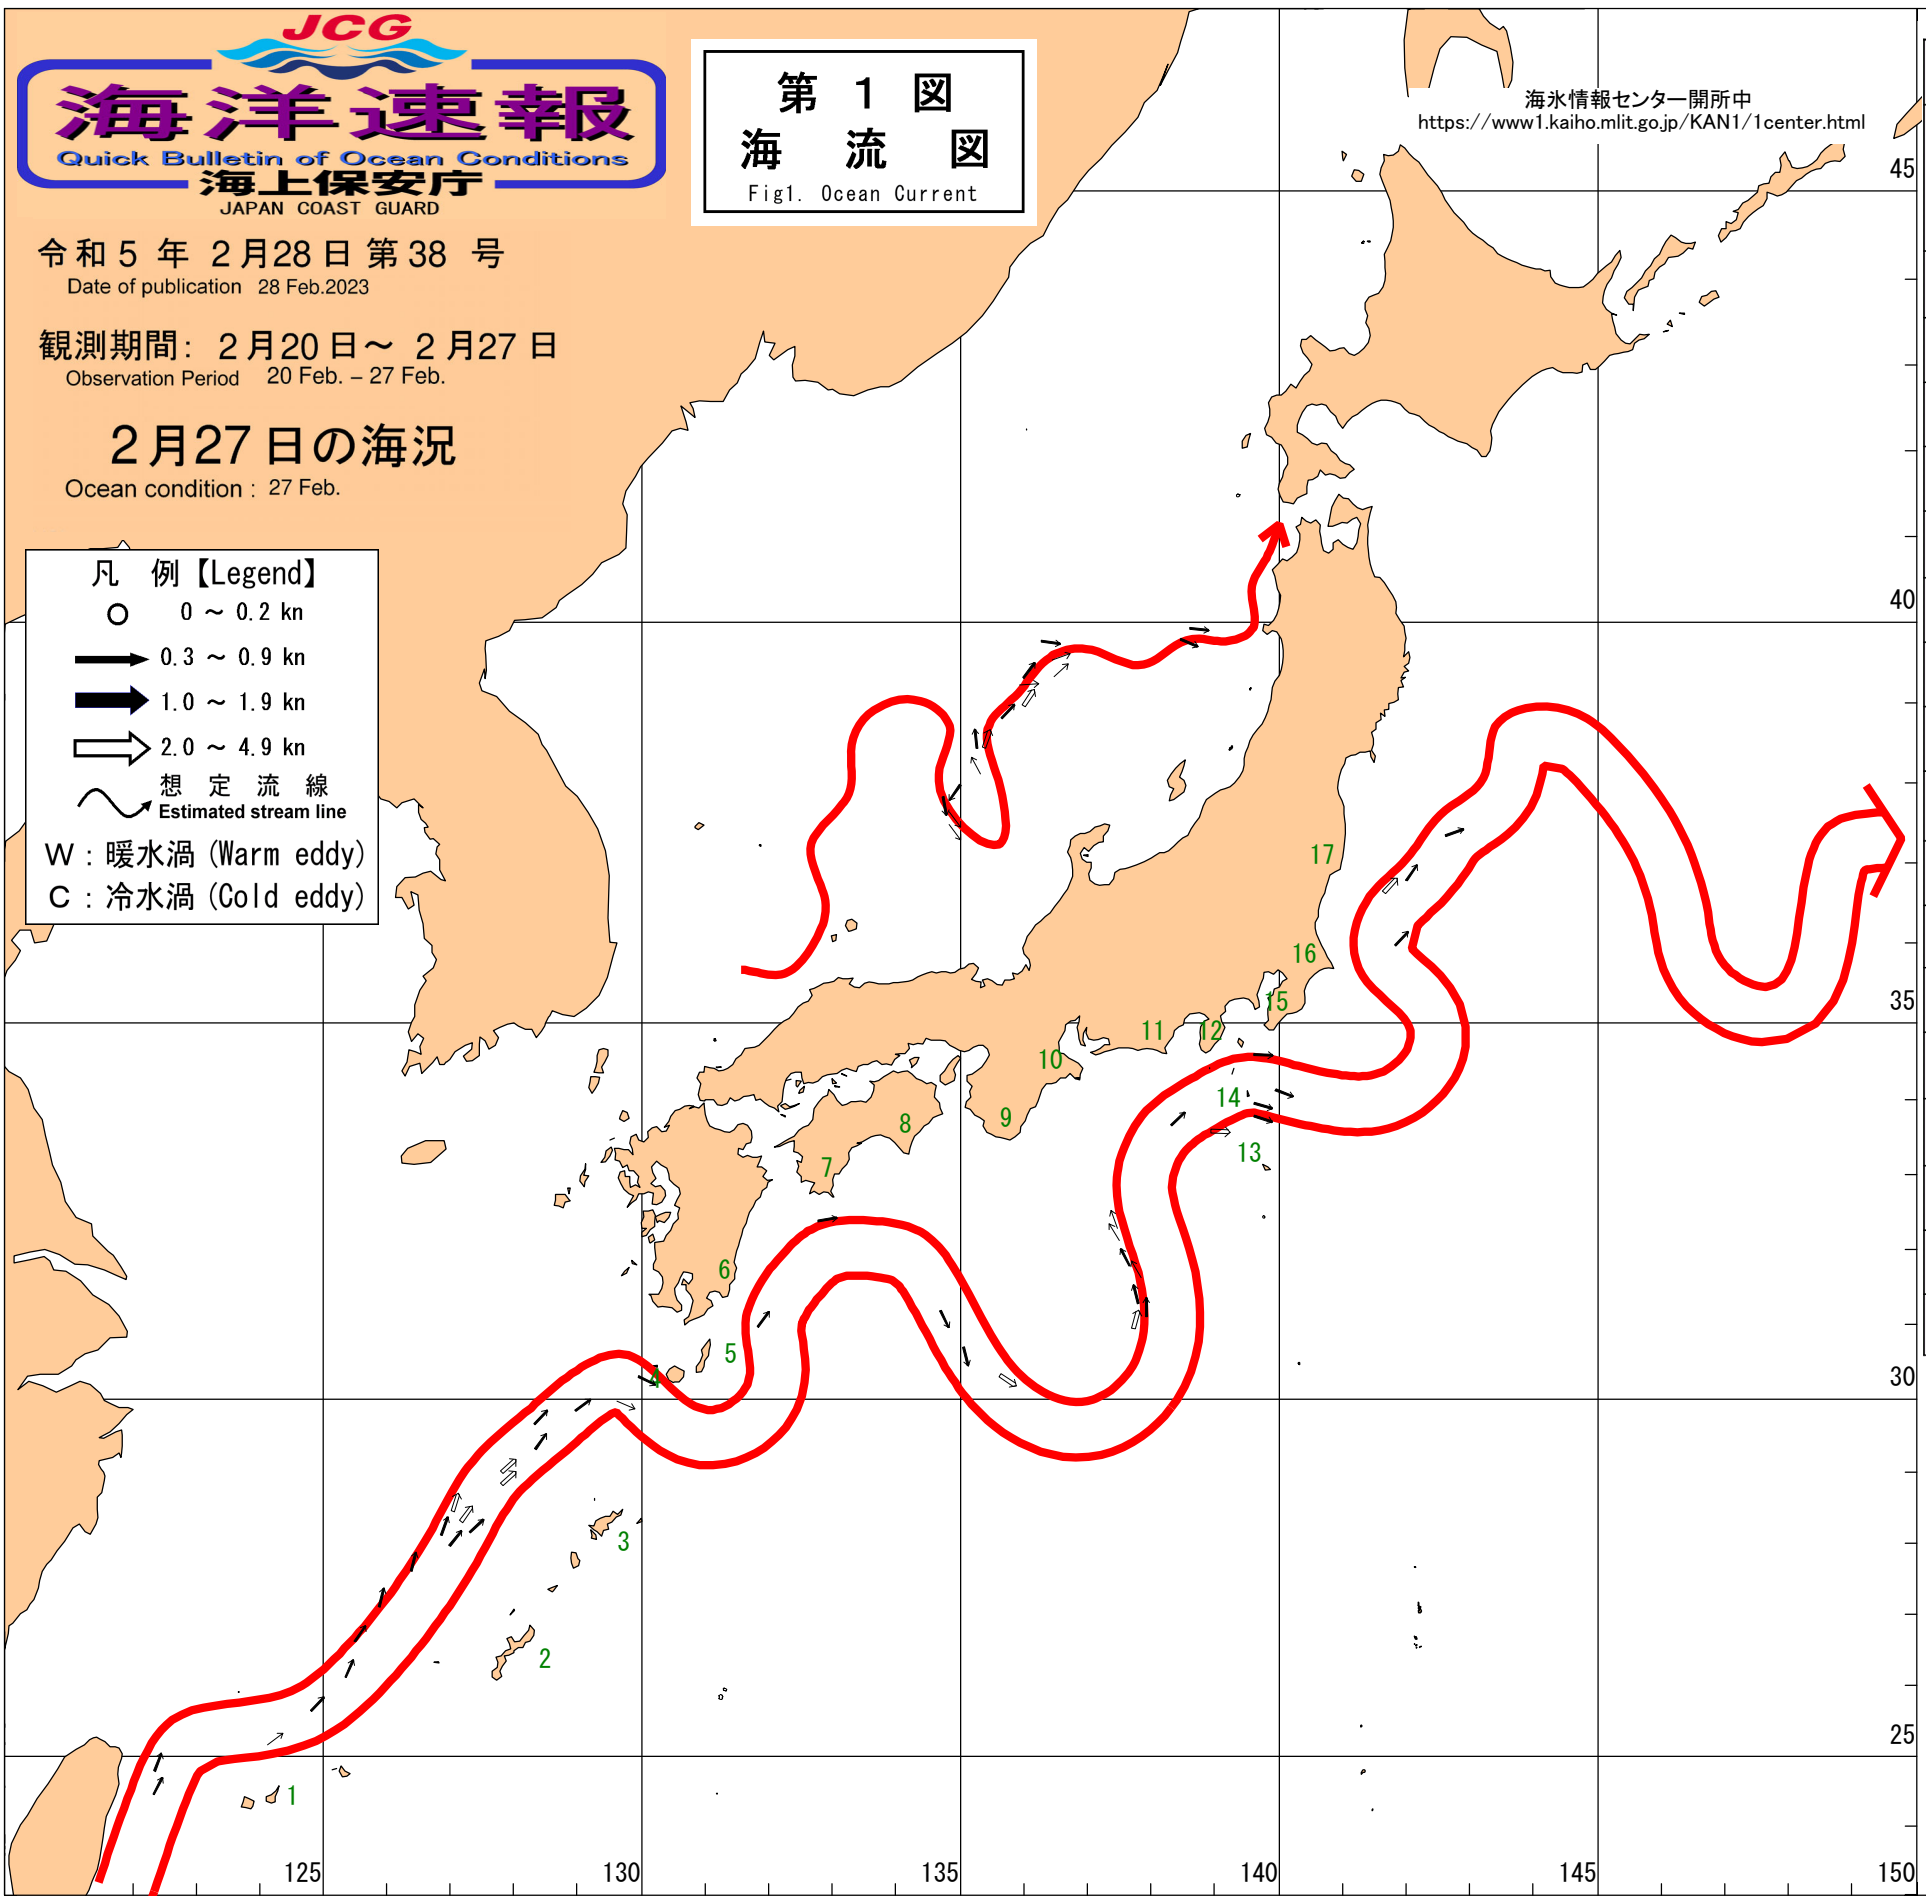 JCG
海洋速報
Quick Bulletin of Ocean Conditions
海上保安庁
JAPAN COAST GUARD
令和5年 2月28日 第38号
Date of publication 28 Feb.2023
観測期間: 2月20日～ 2月27日
Observation Period 20 Feb. – 27 Feb.
2月27日の海況
Ocean condition : 27 Feb.
第 1 図
海 流 図
Fig1. Ocean Current
海氷情報センター開所中
https://www1.kaiho.mlit.go.jp/KAN1/1center.html
凡 例【Legend】
0 ～ 0.2 kn
0.3 ～ 0.9 kn
1.0 ～ 1.9 kn
2.0 ～ 4.9 kn
想 定 流 線
Estimated stream line
W : 暖水渦 (Warm eddy)
C : 冷水渦 (Cold eddy)
45
40
35
30
25
17
16
15
12
11
10
14
9
8
13
7
6
5
4
3
2
1
125
130
135
140
145
150